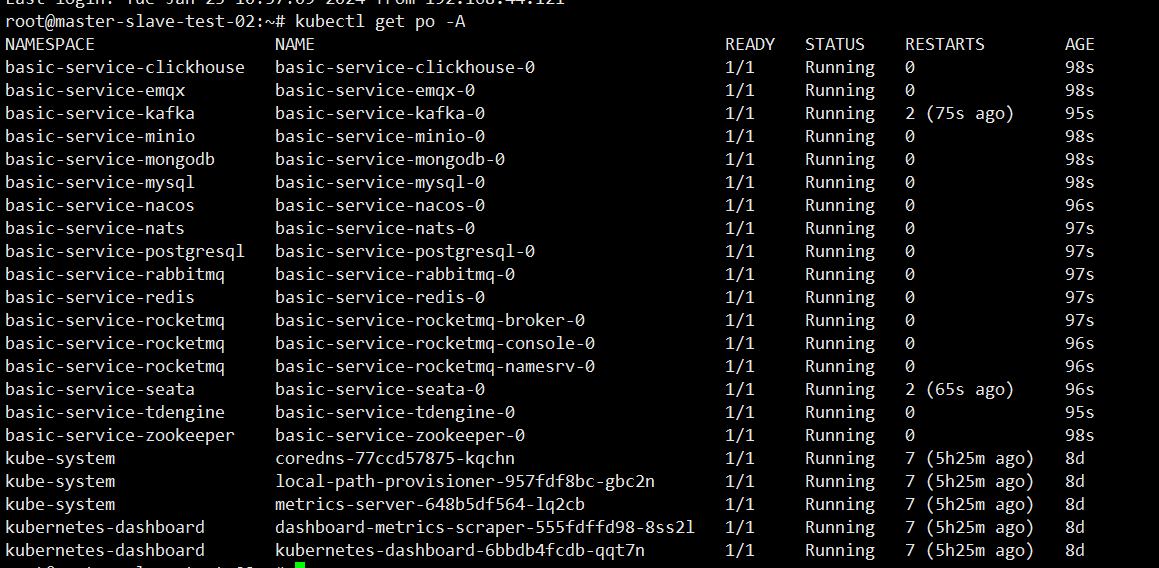 Last login: Tue Jan 23 10:57:09 2024 from 192.168.44.121
root@master-slave-test-02:~# kubectl get po -A
NAMESPACE NAME READY STATUS RESTARTS AGE
basic-service-clickhouse basic-service-clickhouse-0 1/1 Running 0 98s
basic-service-emqx basic-service-emqx-0 1/1 Running 0 98s
basic-service-kafka basic-service-kafka-0 1/1 Running 2 (75s ago) 95s
basic-service-minio basic-service-minio-0 1/1 Running 0 98s
basic-service-mongodb basic-service-mongodb-0 1/1 Running 0 98s
basic-service-mysql basic-service-mysql-0 1/1 Running 0 98s
basic-service-nacos basic-service-nacos-0 1/1 Running 0 96s
basic-service-nats basic-service-nats-0 1/1 Running 0 97s
basic-service-postgresql basic-service-postgresql-0 1/1 Running 0 97s
basic-service-rabbitmq basic-service-rabbitmq-0 1/1 Running 0 97s
basic-service-redis basic-service-redis-0 1/1 Running 0 97s
basic-service-rocketmq basic-service-rocketmq-broker-0 1/1 Running 0 97s
basic-service-rocketmq basic-service-rocketmq-console-0 1/1 Running 0 96s
basic-service-rocketmq basic-service-rocketmq-namesrv-0 1/1 Running 0 96s
basic-service-seata basic-service-seata-0 1/1 Running 2 (65s ago) 96s
basic-service-tdengine basic-service-tdengine-0 1/1 Running 0 95s
basic-service-zookeeper basic-service-zookeeper-0 1/1 Running 0 98s
kube-system coredns-77ccd57875-kqchn 1/1 Running 7 (5h25m ago) 8d
kube-system local-path-provisioner-957fdf8bc-gbc2n 1/1 Running 7 (5h25m ago) 8d
kube-system metrics-server-648b5df564-lq2cb 1/1 Running 7 (5h25m ago) 8d
kubernetes-dashboard dashboard-metrics-scraper-555fdffd98-8ss2l 1/1 Running 7 (5h25m ago) 8d
kubernetes-dashboard kubernetes-dashboard-6bbdb4fcdb-qqt7n 1/1 Running 7 (5h25m ago) 8d